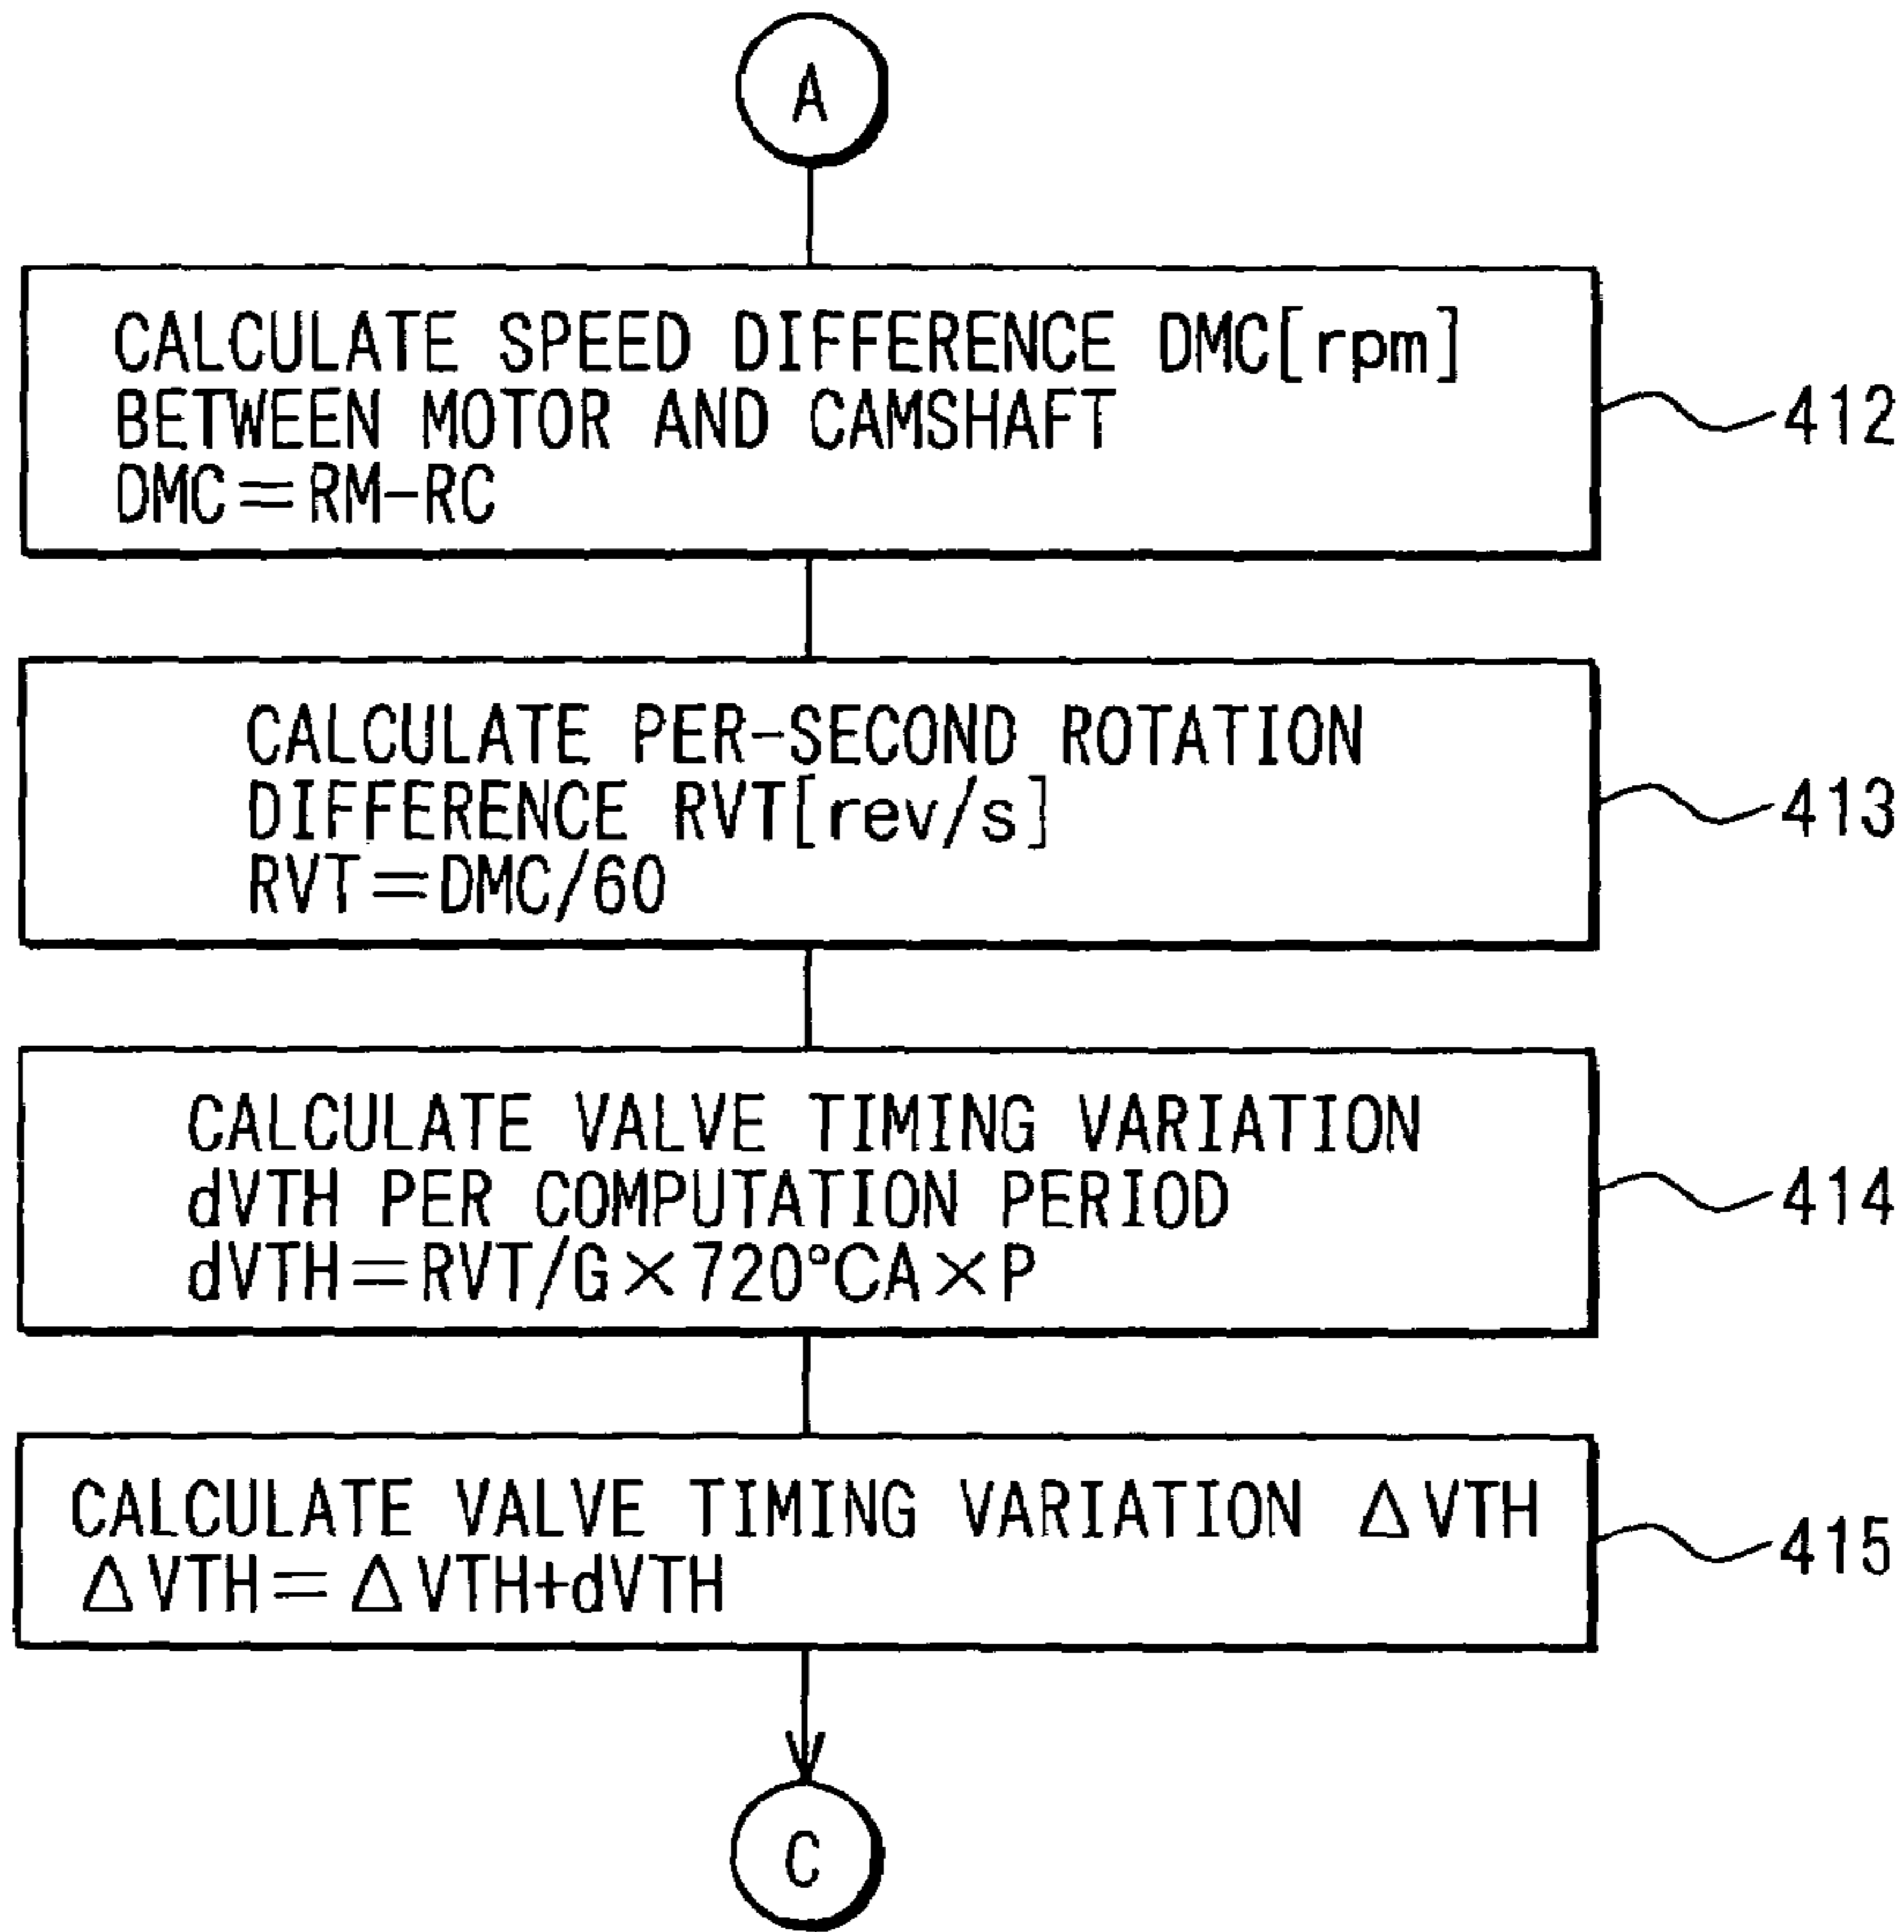 A
CALCULATE SPEED DIFFERENCE DMC[rpm]
BETWEEN MOTOR AND CAMSHAFT
DMC=RM-RC
412
CALCULATE PER-SECOND ROTATION
DIFFERENCE RVT[rev/s]
RVT=DMC/60
413
CALCULATE VALVE TIMING VARIATION
dVTH PER COMPUTATION PERIOD
dVTH=RVT/G×720°CA×P
414
CALCULATE VALVE TIMING VARIATION ΔVTH
ΔVTH=ΔVTH+dVTH
415
C